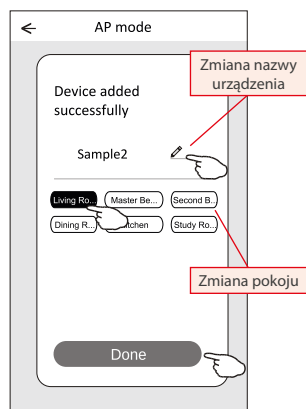 AP mode
Zmiana nazwy
urządzenia
Device added
successfully
Sample2
Living Ro...
Master Be...
Second B...
Dining R...
Study Ro...
Zmiana pokoju
Done